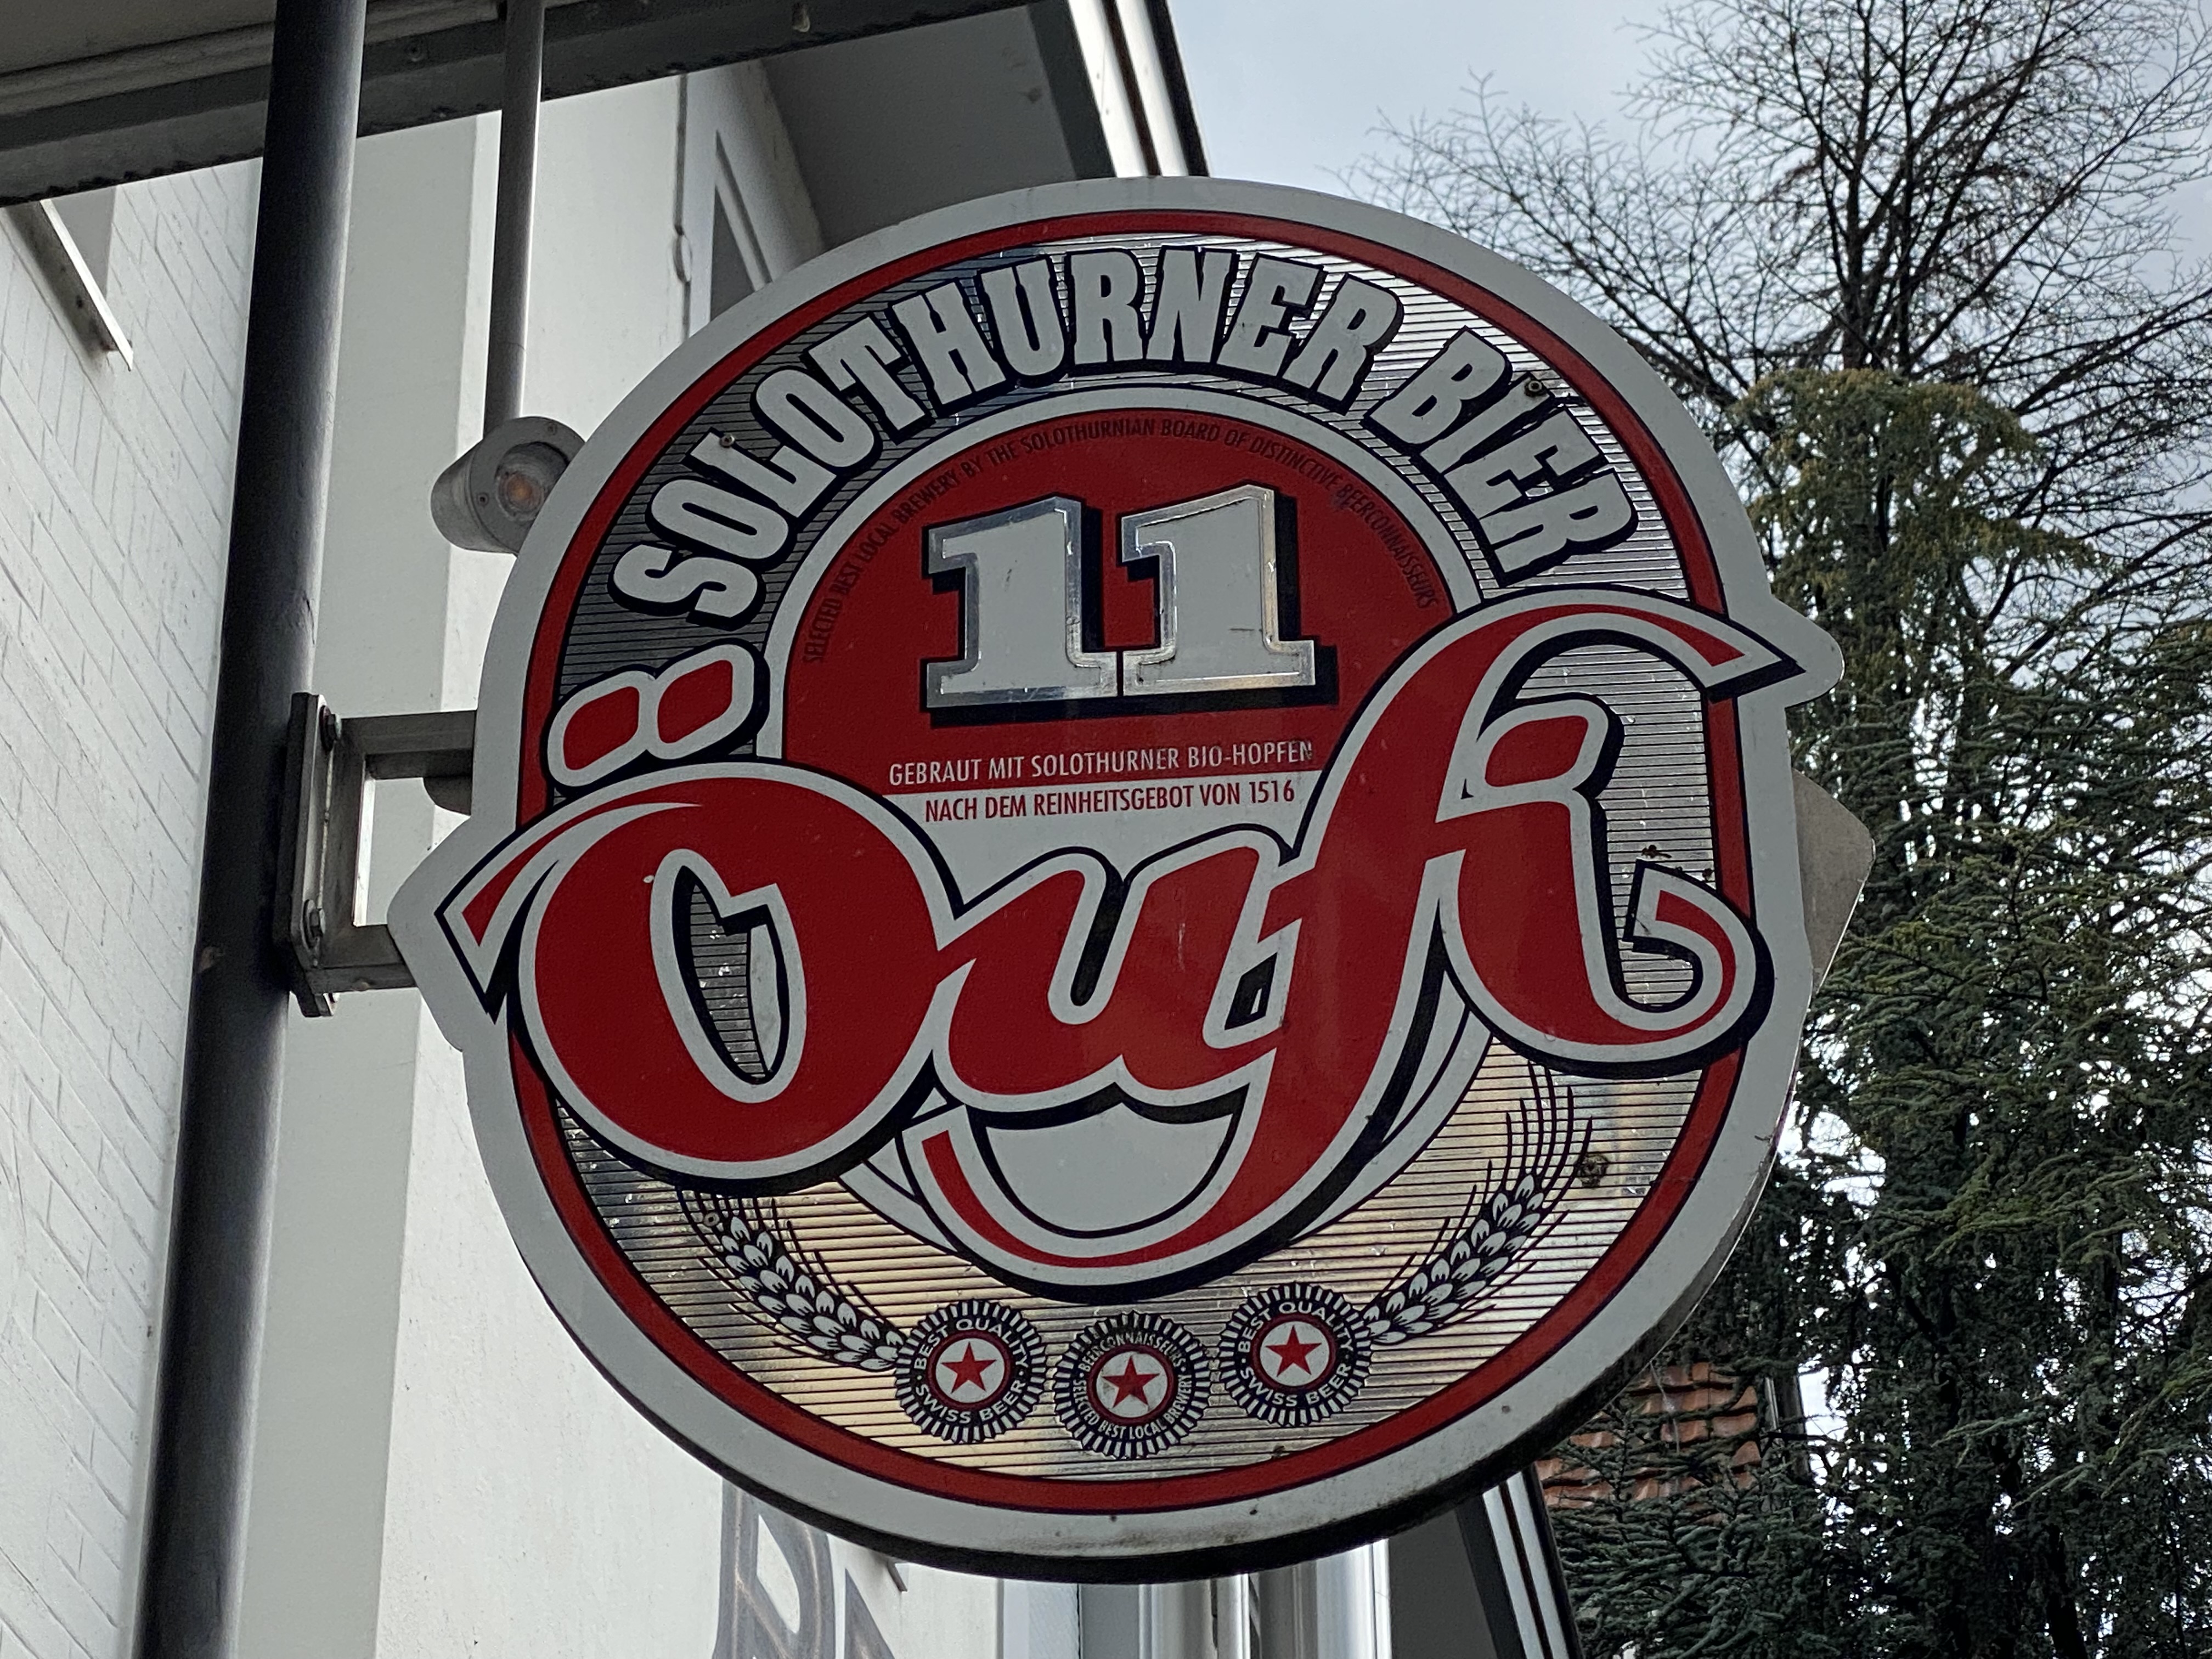 SOLOTHURNER BIER
SELECTED BEST LOCAL BREWERY BY THE SOLOTHURNIAN BOARD OF DISTINCTIVE BEERCONNAISSEURS
11
GEBRAUT MIT SOLOTHURNER BIO-HOPFEN
NACH DEM REINHEITSGEBOT VON 1516
Öufi
BEST QUALITY
SWISS BEER
BEERCONNAISSEURS
SELECTED BEST LOCAL BREWERY
BEST QUALITY
SWISS BEER